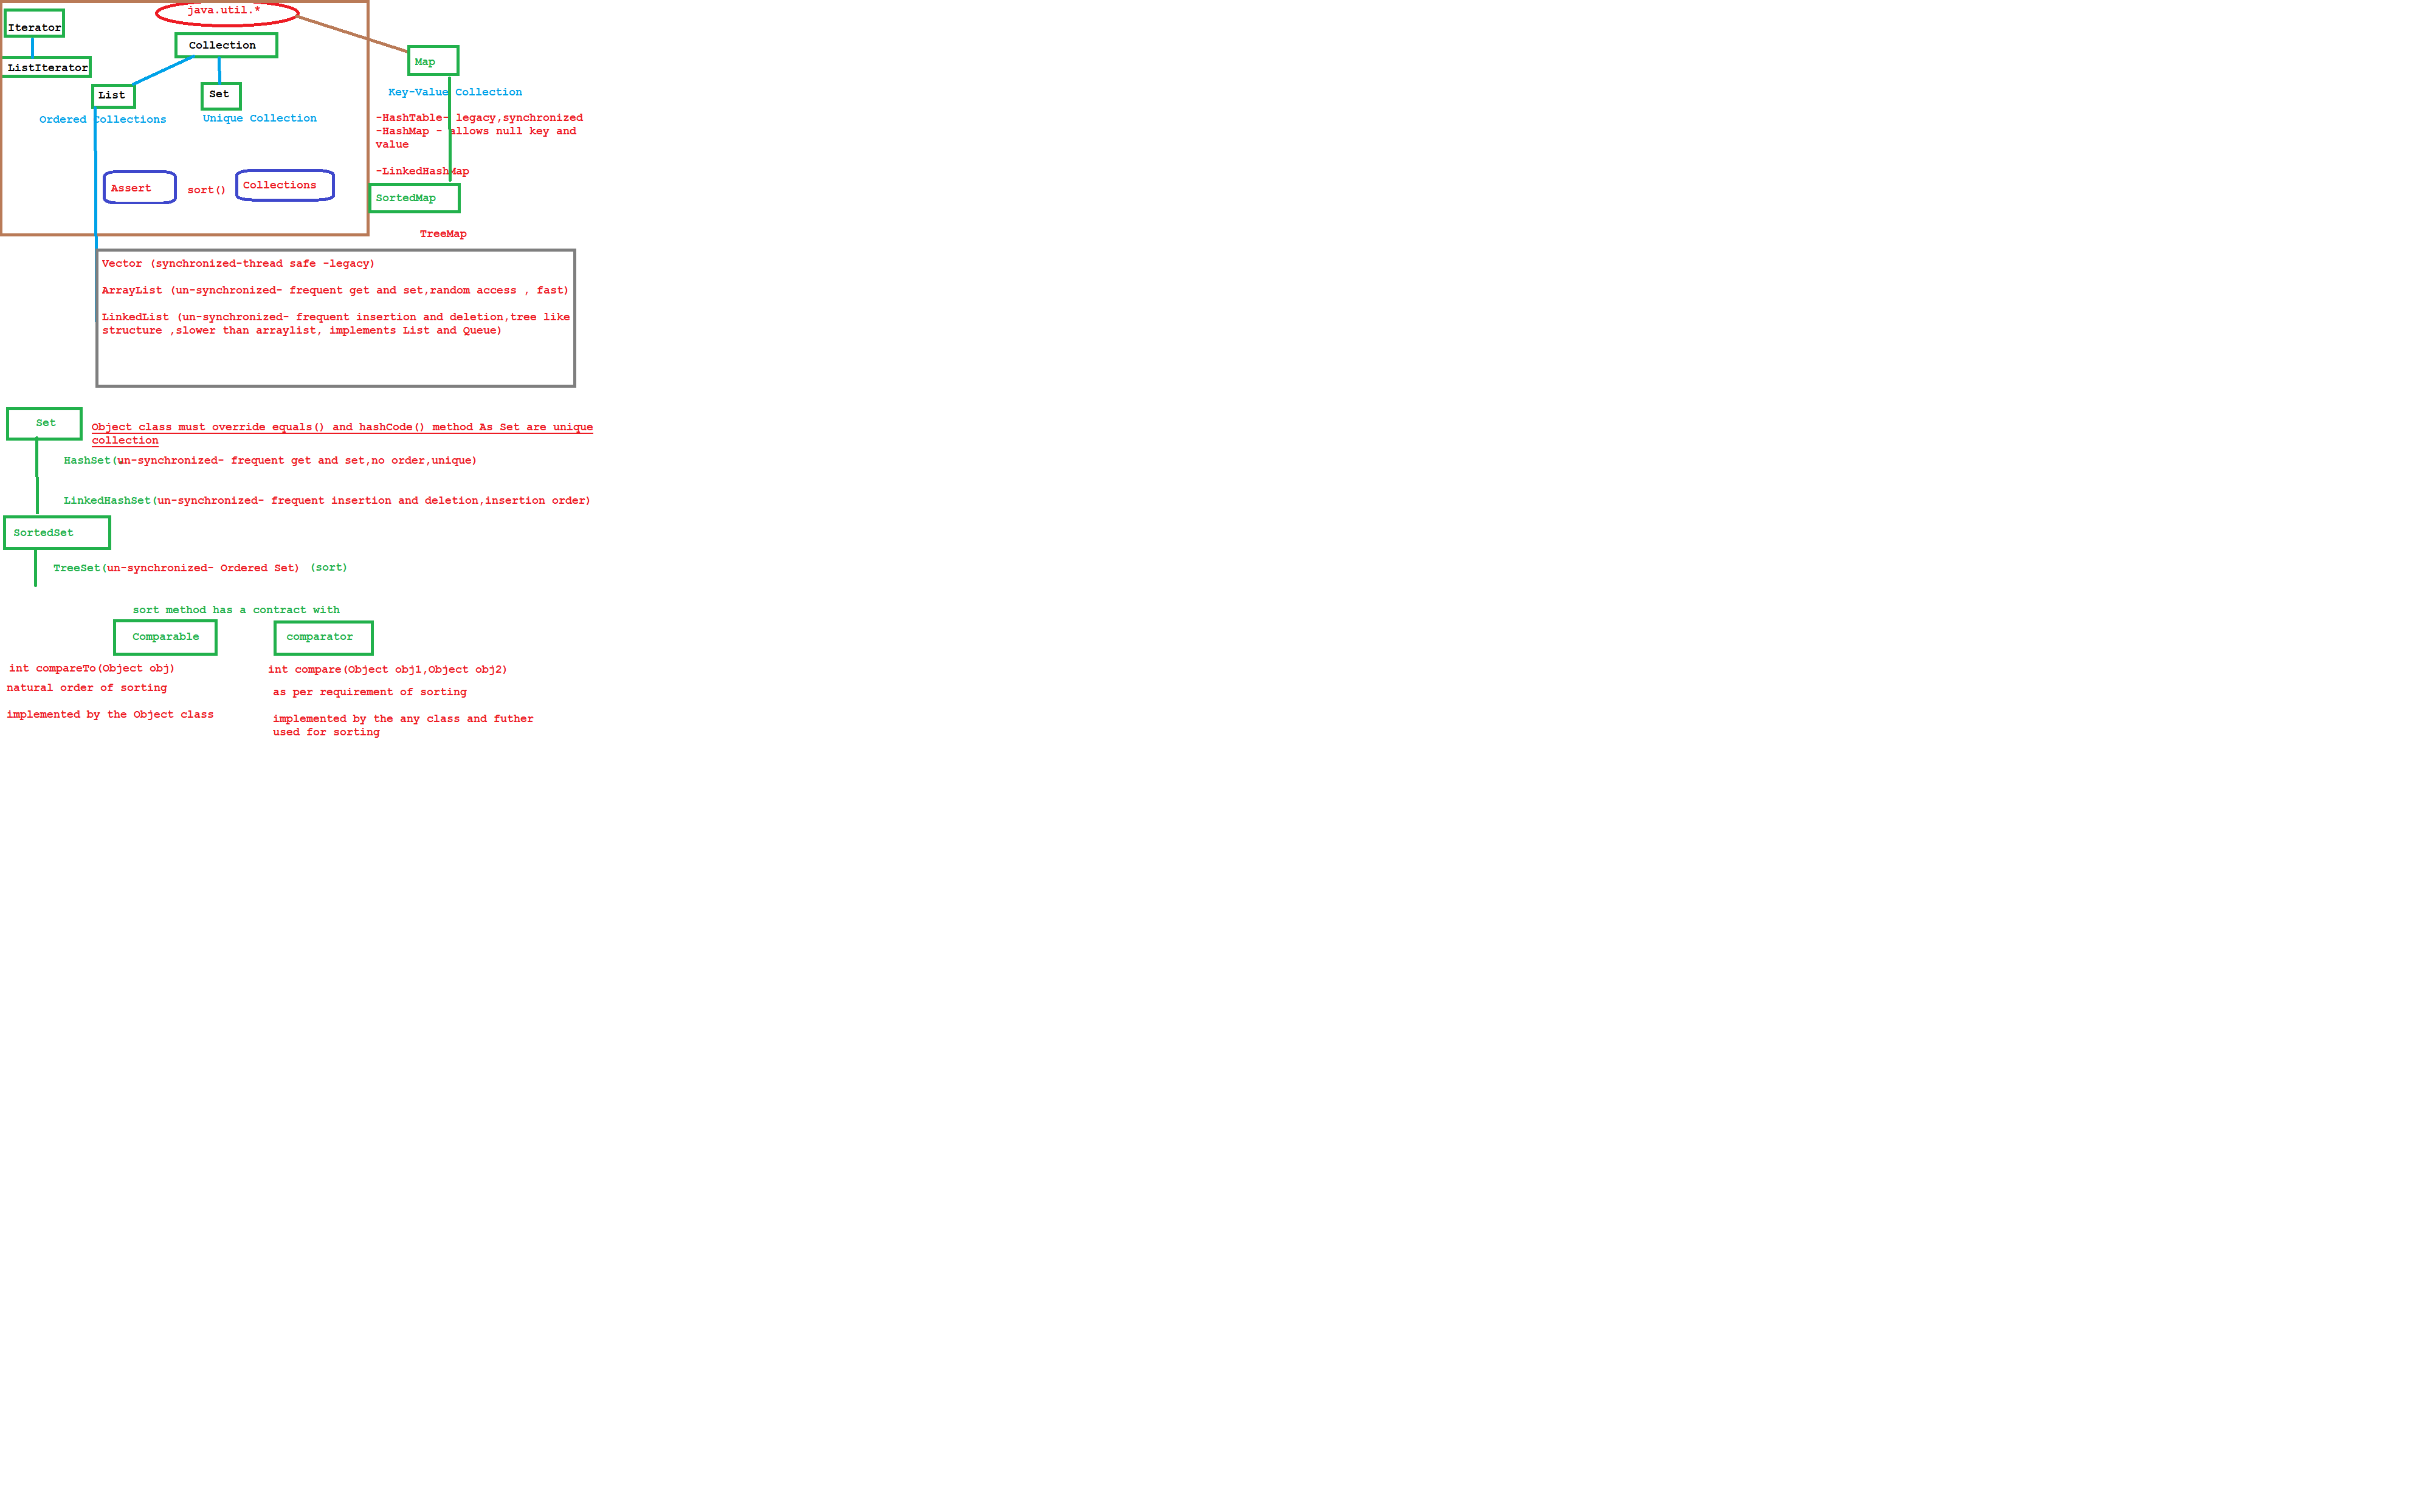 java.util.*
Iterator
Collection
Map
ListIterator
List
Set
Key-Value Collection
Ordered Collections
Unique Collection
-HashTable- legacy,synchronized
-HashMap - allows null key and
value
-LinkedHashMap
Assert
sort()
Collections
SortedMap
TreeMap
Vector (synchronized-thread safe -legacy)
ArrayList (un-synchronized- frequent get and set,random access , fast)
LinkedList (un-synchronized- frequent insertion and deletion,tree like
structure ,slower than arraylist, implements List and Queue)
Set
Object class must override equals() and hashCode() method As Set are unique
collection
HashSet(un-synchronized- frequent get and set,no order,unique)
LinkedHashSet(un-synchronized- frequent insertion and deletion,insertion order)
SortedSet
TreeSet(un-synchronized- Ordered Set) (sort)
sort method has a contract with
Comparable
comparator
int compareTo(Object obj)
natural order of sorting
implemented by the Object class
int compare(Object obj1,Object obj2)
as per requirement of sorting
implemented by the any class and futher
used for sorting